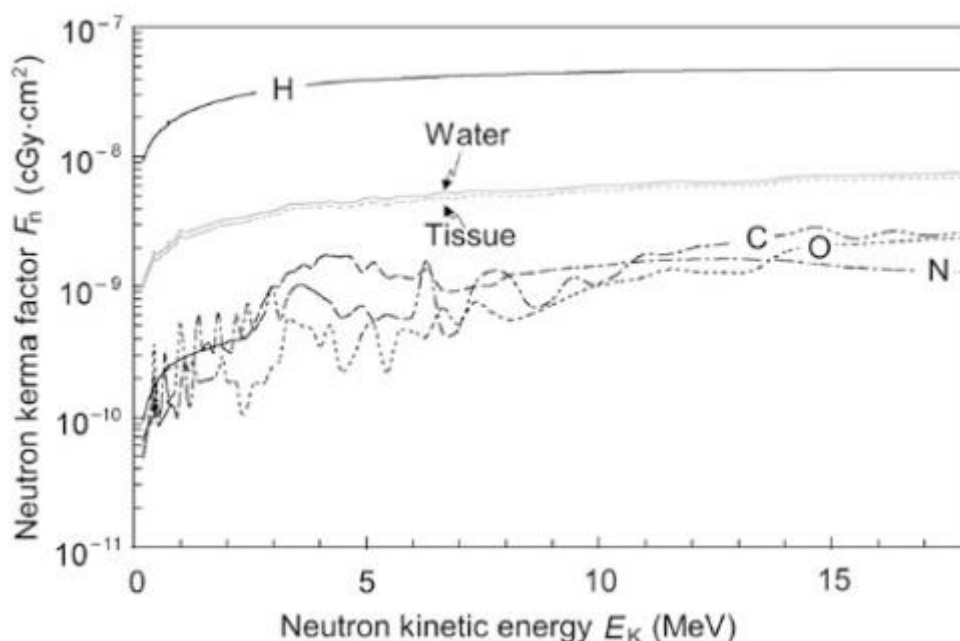 Neutron kerma factor Fn (cGy·cm²)
10⁻⁷
10⁻⁸
10⁻⁹
10⁻¹⁰
10⁻¹¹
H
Water
Tissue
C
O
N
0
5
10
15
Neutron kinetic energy EK (MeV)